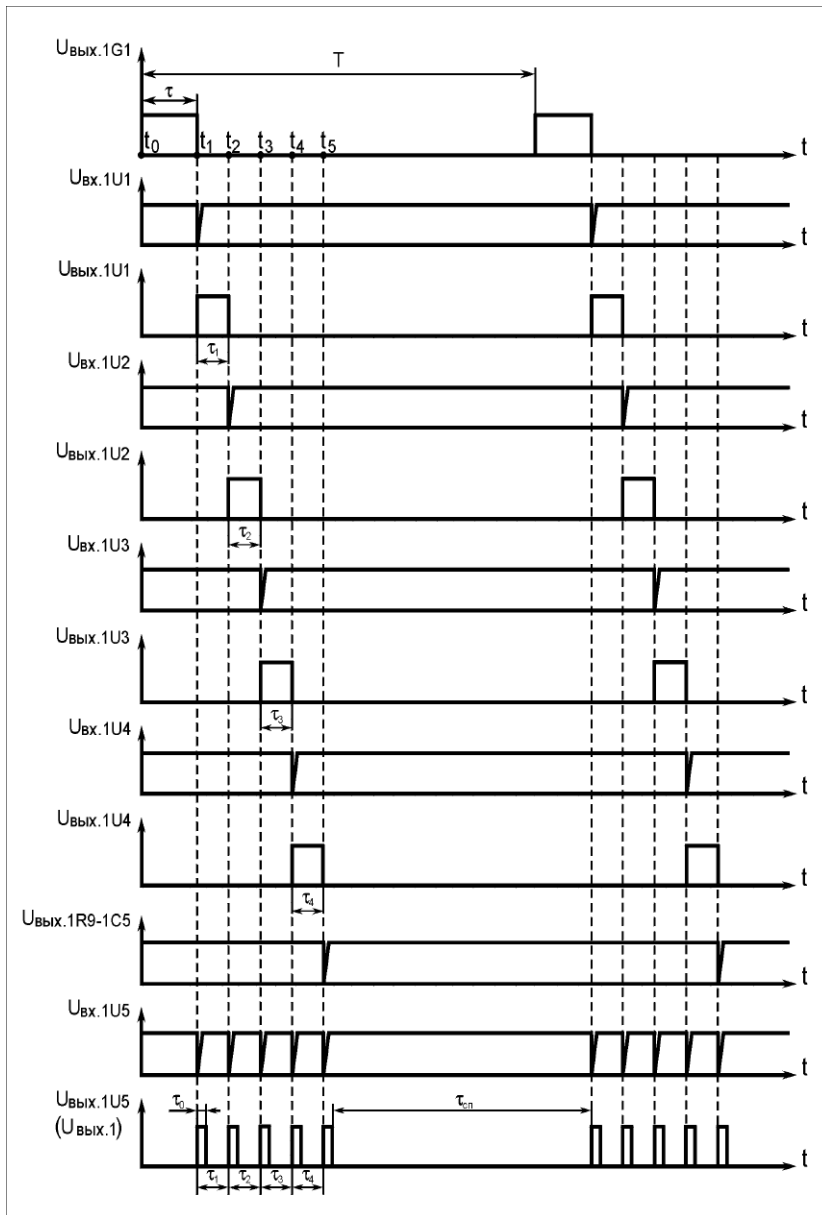 Uвых.1G1
T
τ
t₀ t₁ t₂ t₃ t₄ t₅ t
Uвх.1U1
t
Uвых.1U1
t
τ₁
Uвх.1U2
t
Uвых.1U2
t
τ₂
Uвх.1U3
t
Uвых.1U3
t
τ₃
Uвх.1U4
t
Uвых.1U4
t
τ₄
Uвых.1R9-1C5
t
Uвх.1U5
t
Uвых.1U5
(Uвых.1)
τ₀ τсп
t
τ₁ τ₂ τ₃ τ₄